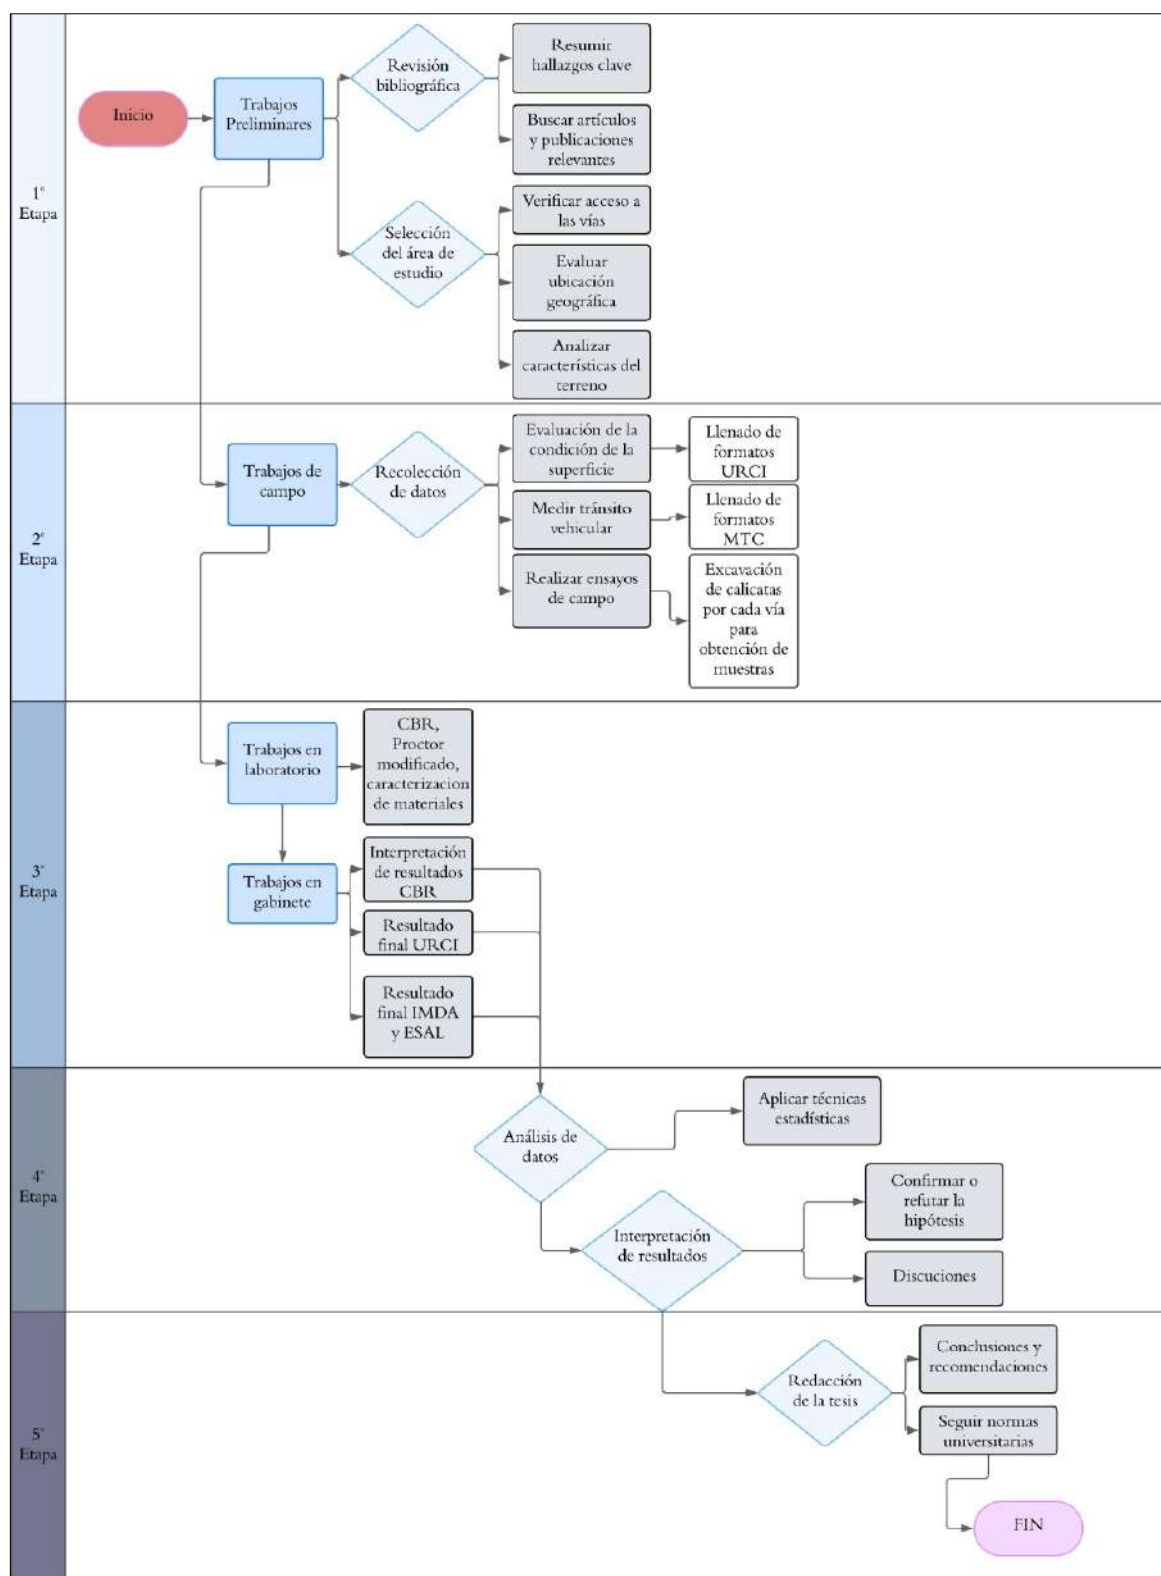 1°
Etapa
Inicio
Trabajos
Preliminares
Revisión
bibliográfica
Resumir
hallazgos clave
Buscar artículos
y publicaciones
relevantes
Selección
del área de
estudio
Verificar acceso a
las vías
Evaluar
ubicación
geográfica
Analizar
características del
terreno
2°
Etapa
Trabajos de
campo
Recolección
de datos
Evaluación de la
condición de la
superficie
Llenado de
formatos
URCI
Medir tránsito
vehicular
Llenado de
formatos
MTC
Realizar ensayos
de campo
Excavación
de calicatas
por cada vía
para
obtención de
muestras
3°
Etapa
Trabajos en
laboratorio
CBR,
Proctor
modificado,
caracterizacion
de materiales
Trabajos en
gabinete
Interpretación
de resultados
CBR
Resultado
final URCI
Resultado
final IMDA
y ESAL
4°
Etapa
Análisis de
datos
Aplicar técnicas
estadísticas
Interpretación
de resultados
Confirmar o
refutar la
hipótesis
Discuciones
5°
Etapa
Redacción
de la tesis
Conclusiones y
recomendaciones
Seguir normas
universitarias
FIN